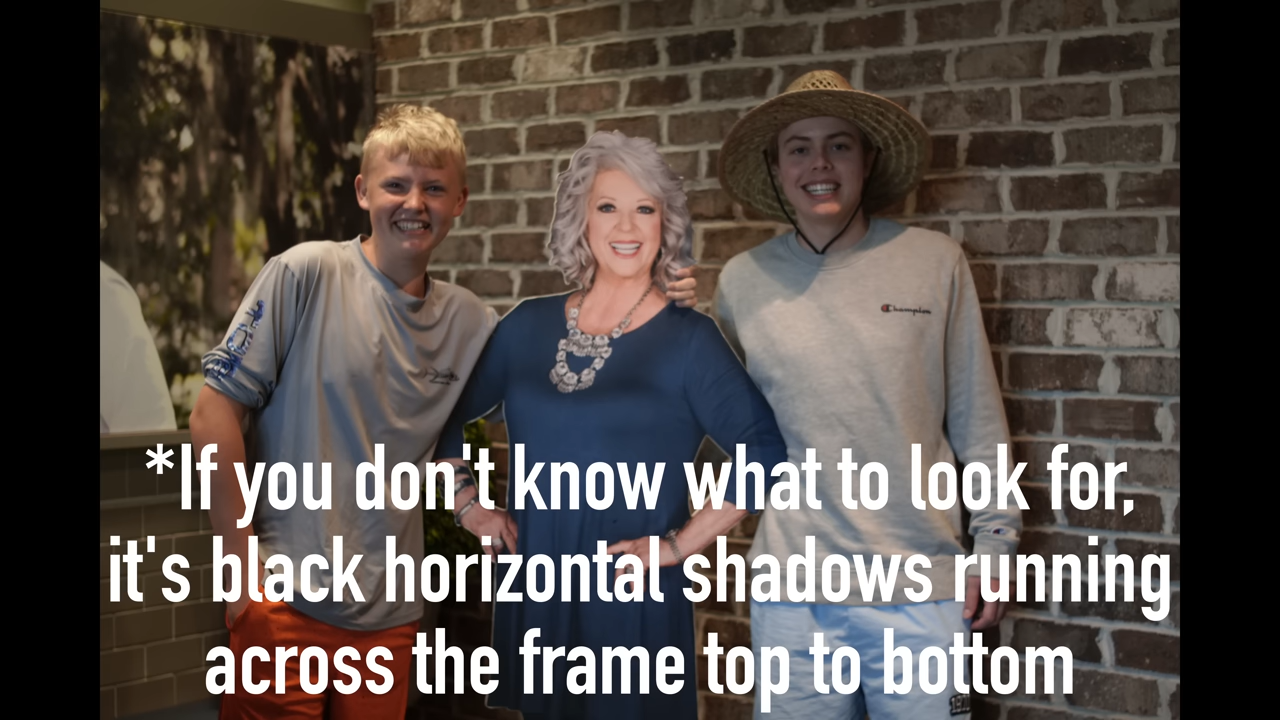 Champion
*If you don't know what to look for,
it's black horizontal shadows running
across the frame top to bottom